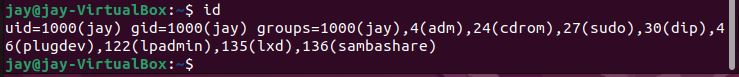 jay@jay-VirtualBox:~$ id
uid=1000(jay) gid=1000(jay) groups=1000(jay),4(adm),24(cdrom),27(sudo),30(dip),4
6(plugdev),122(lpadmin),135(lxd),136(sambashare)
jay@jay-VirtualBox:~$